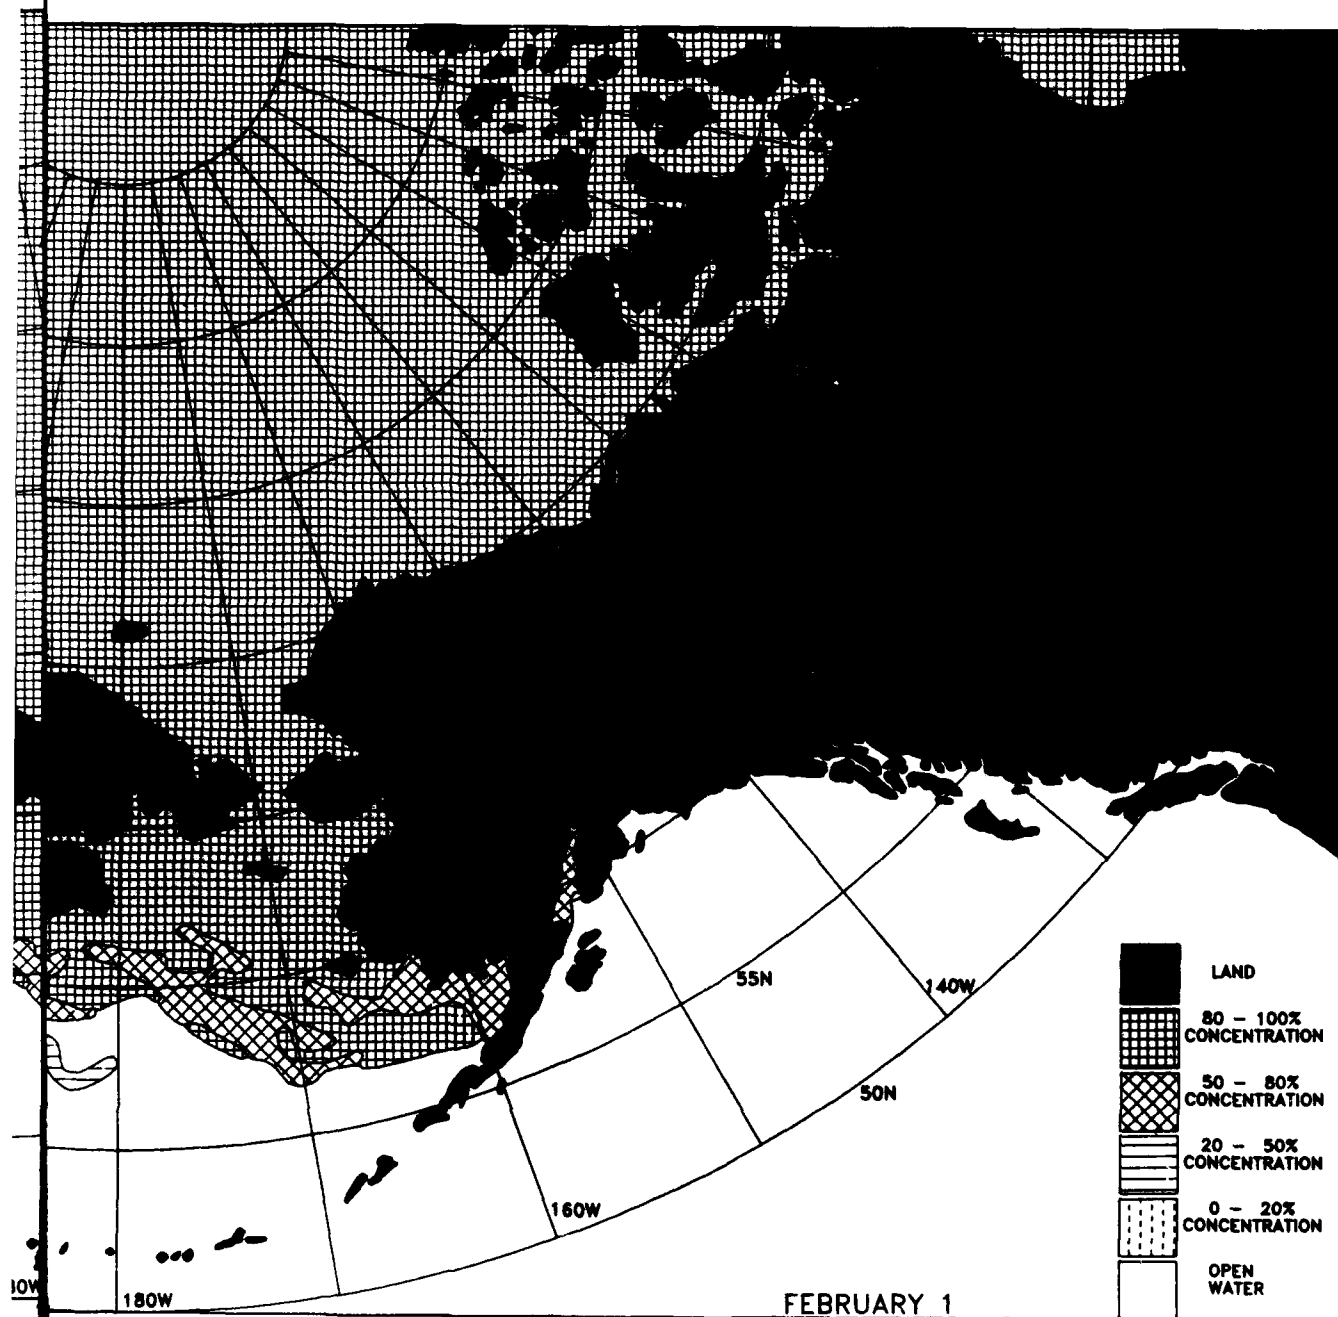 LAND
80 – 100%
CONCENTRATION
55N
140W
50 – 80%
CONCENTRATION
50N
20 – 50%
CONCENTRATION
160W
0 – 20%
CONCENTRATION
OPEN
WATER
180W
FEBRUARY 1